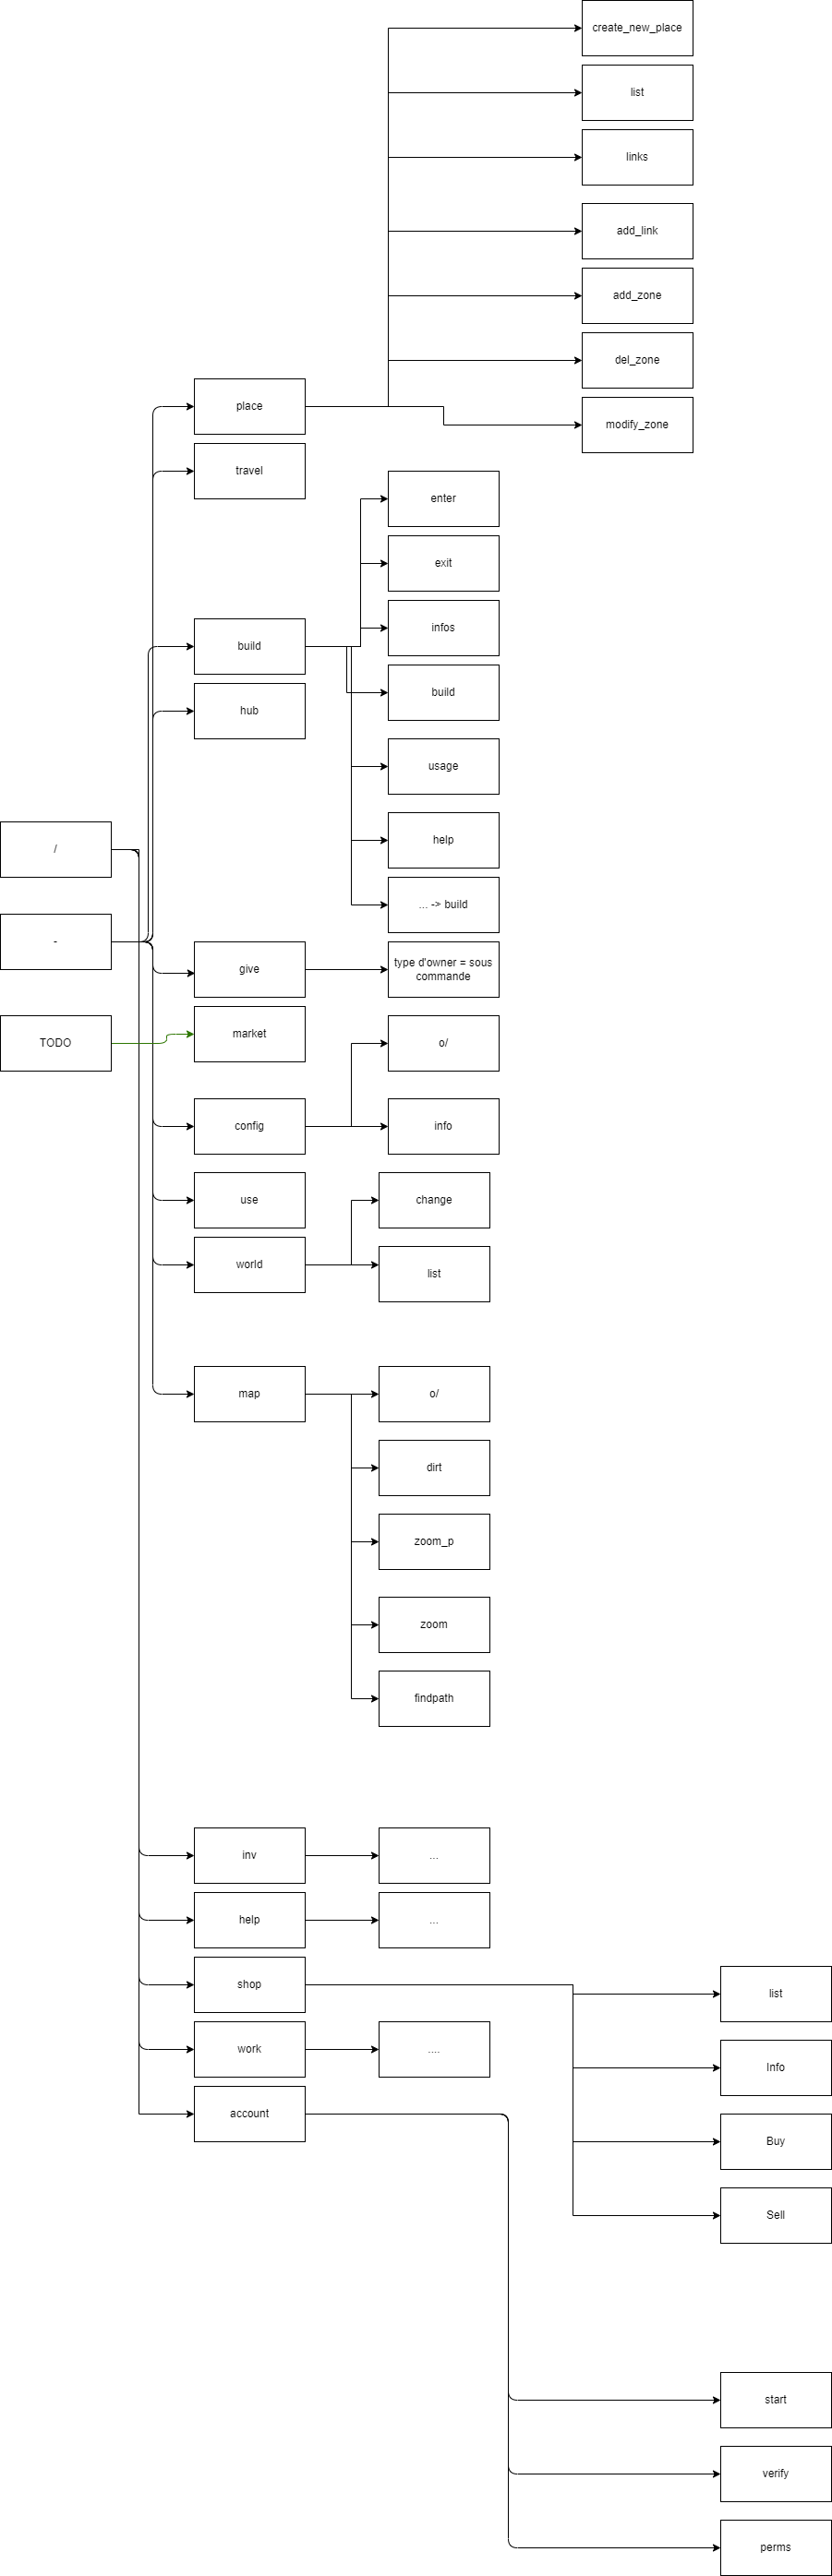 create_new_place
list
links
add_link
add_zone
del_zone
place
modify_zone
travel
enter
exit
infos
build
build
hub
usage
/
help
... -> build
-
give
type d'owner = sous
commande
market
TODO
o/
config
info
use
change
world
list
map
o/
dirt
zoom_p
zoom
findpath
inv
...
help
...
shop
list
work
....
Info
account
Buy
Sell
start
verify
perms